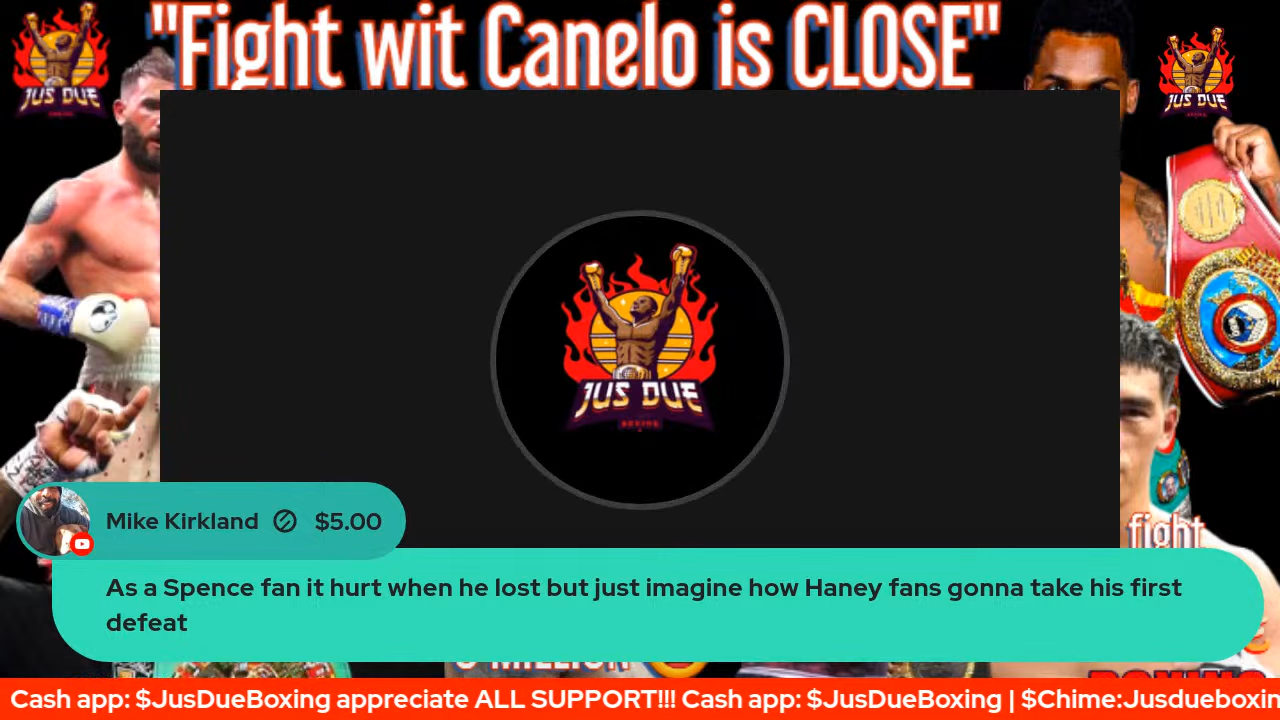 "Fight wit Canelo is CLOSE"
JUS DUE
JUS DUE
JUS DUE
BOXING
Mike Kirkland $5.00
As a Spence fan it hurt when he lost but just imagine how Haney fans gonna take his first
defeat
fight
Cash app: $JusDueBoxing appreciate ALL SUPPORT!!! Cash app: $JusDueBoxing | $Chime:Jusdueboxin